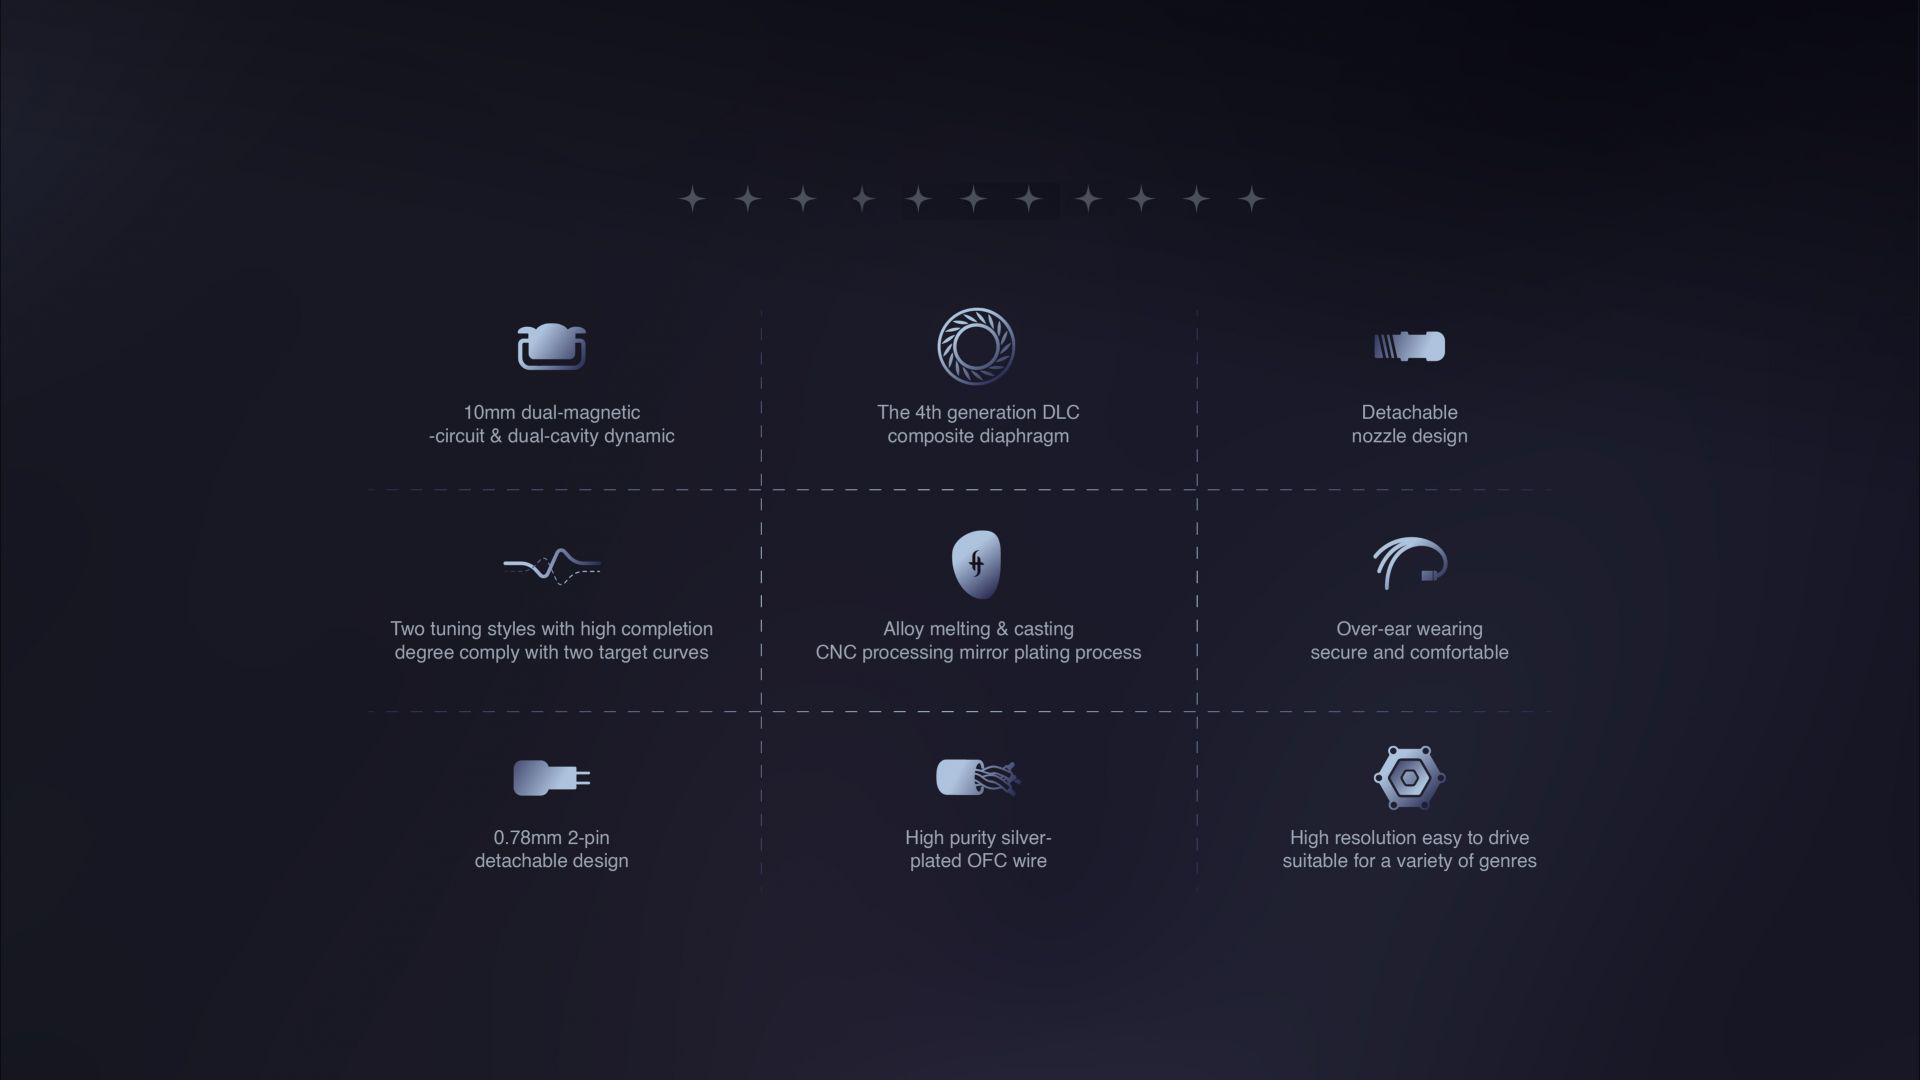 10mm dual-magnetic
-circuit & dual-cavity dynamic
The 4th generation DLC
composite diaphragm
Detachable
nozzle design
Two tuning styles with high completion
degree comply with two target curves
Alloy melting & casting
CNC processing mirror plating process
Over-ear wearing
secure and comfortable
0.78mm 2-pin
detachable design
High purity silver-
plated OFC wire
High resolution easy to drive
suitable for a variety of genres